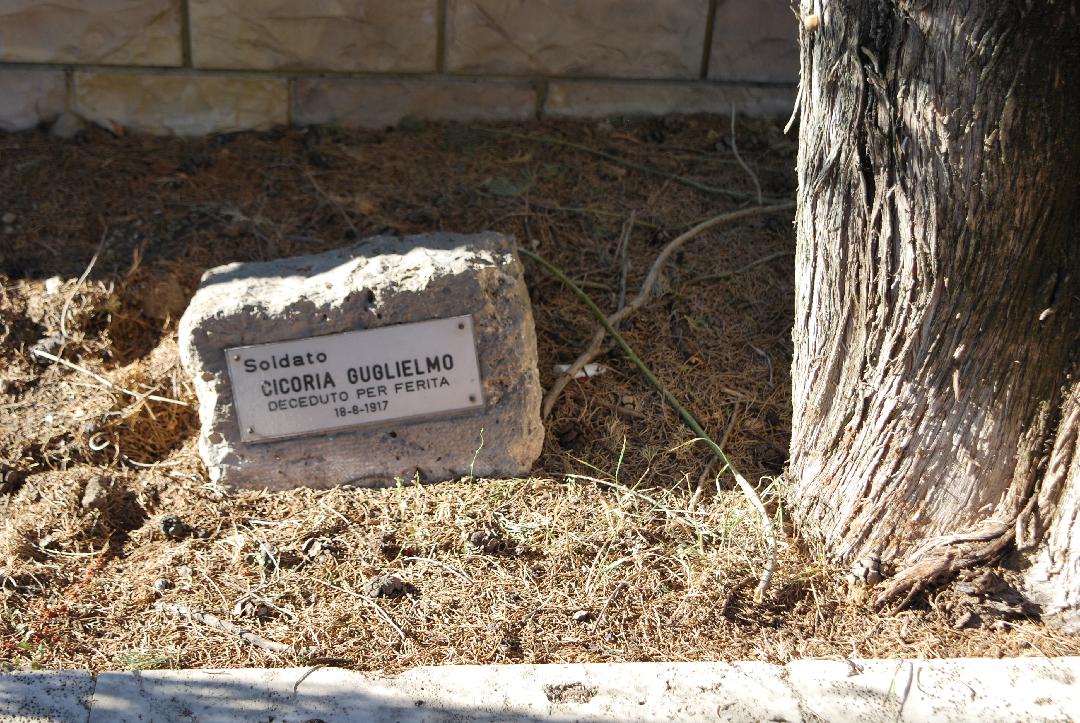 Soldato
CICORIA GUGLIELMO
DECEDUTO PER FERITA
18-8-1917